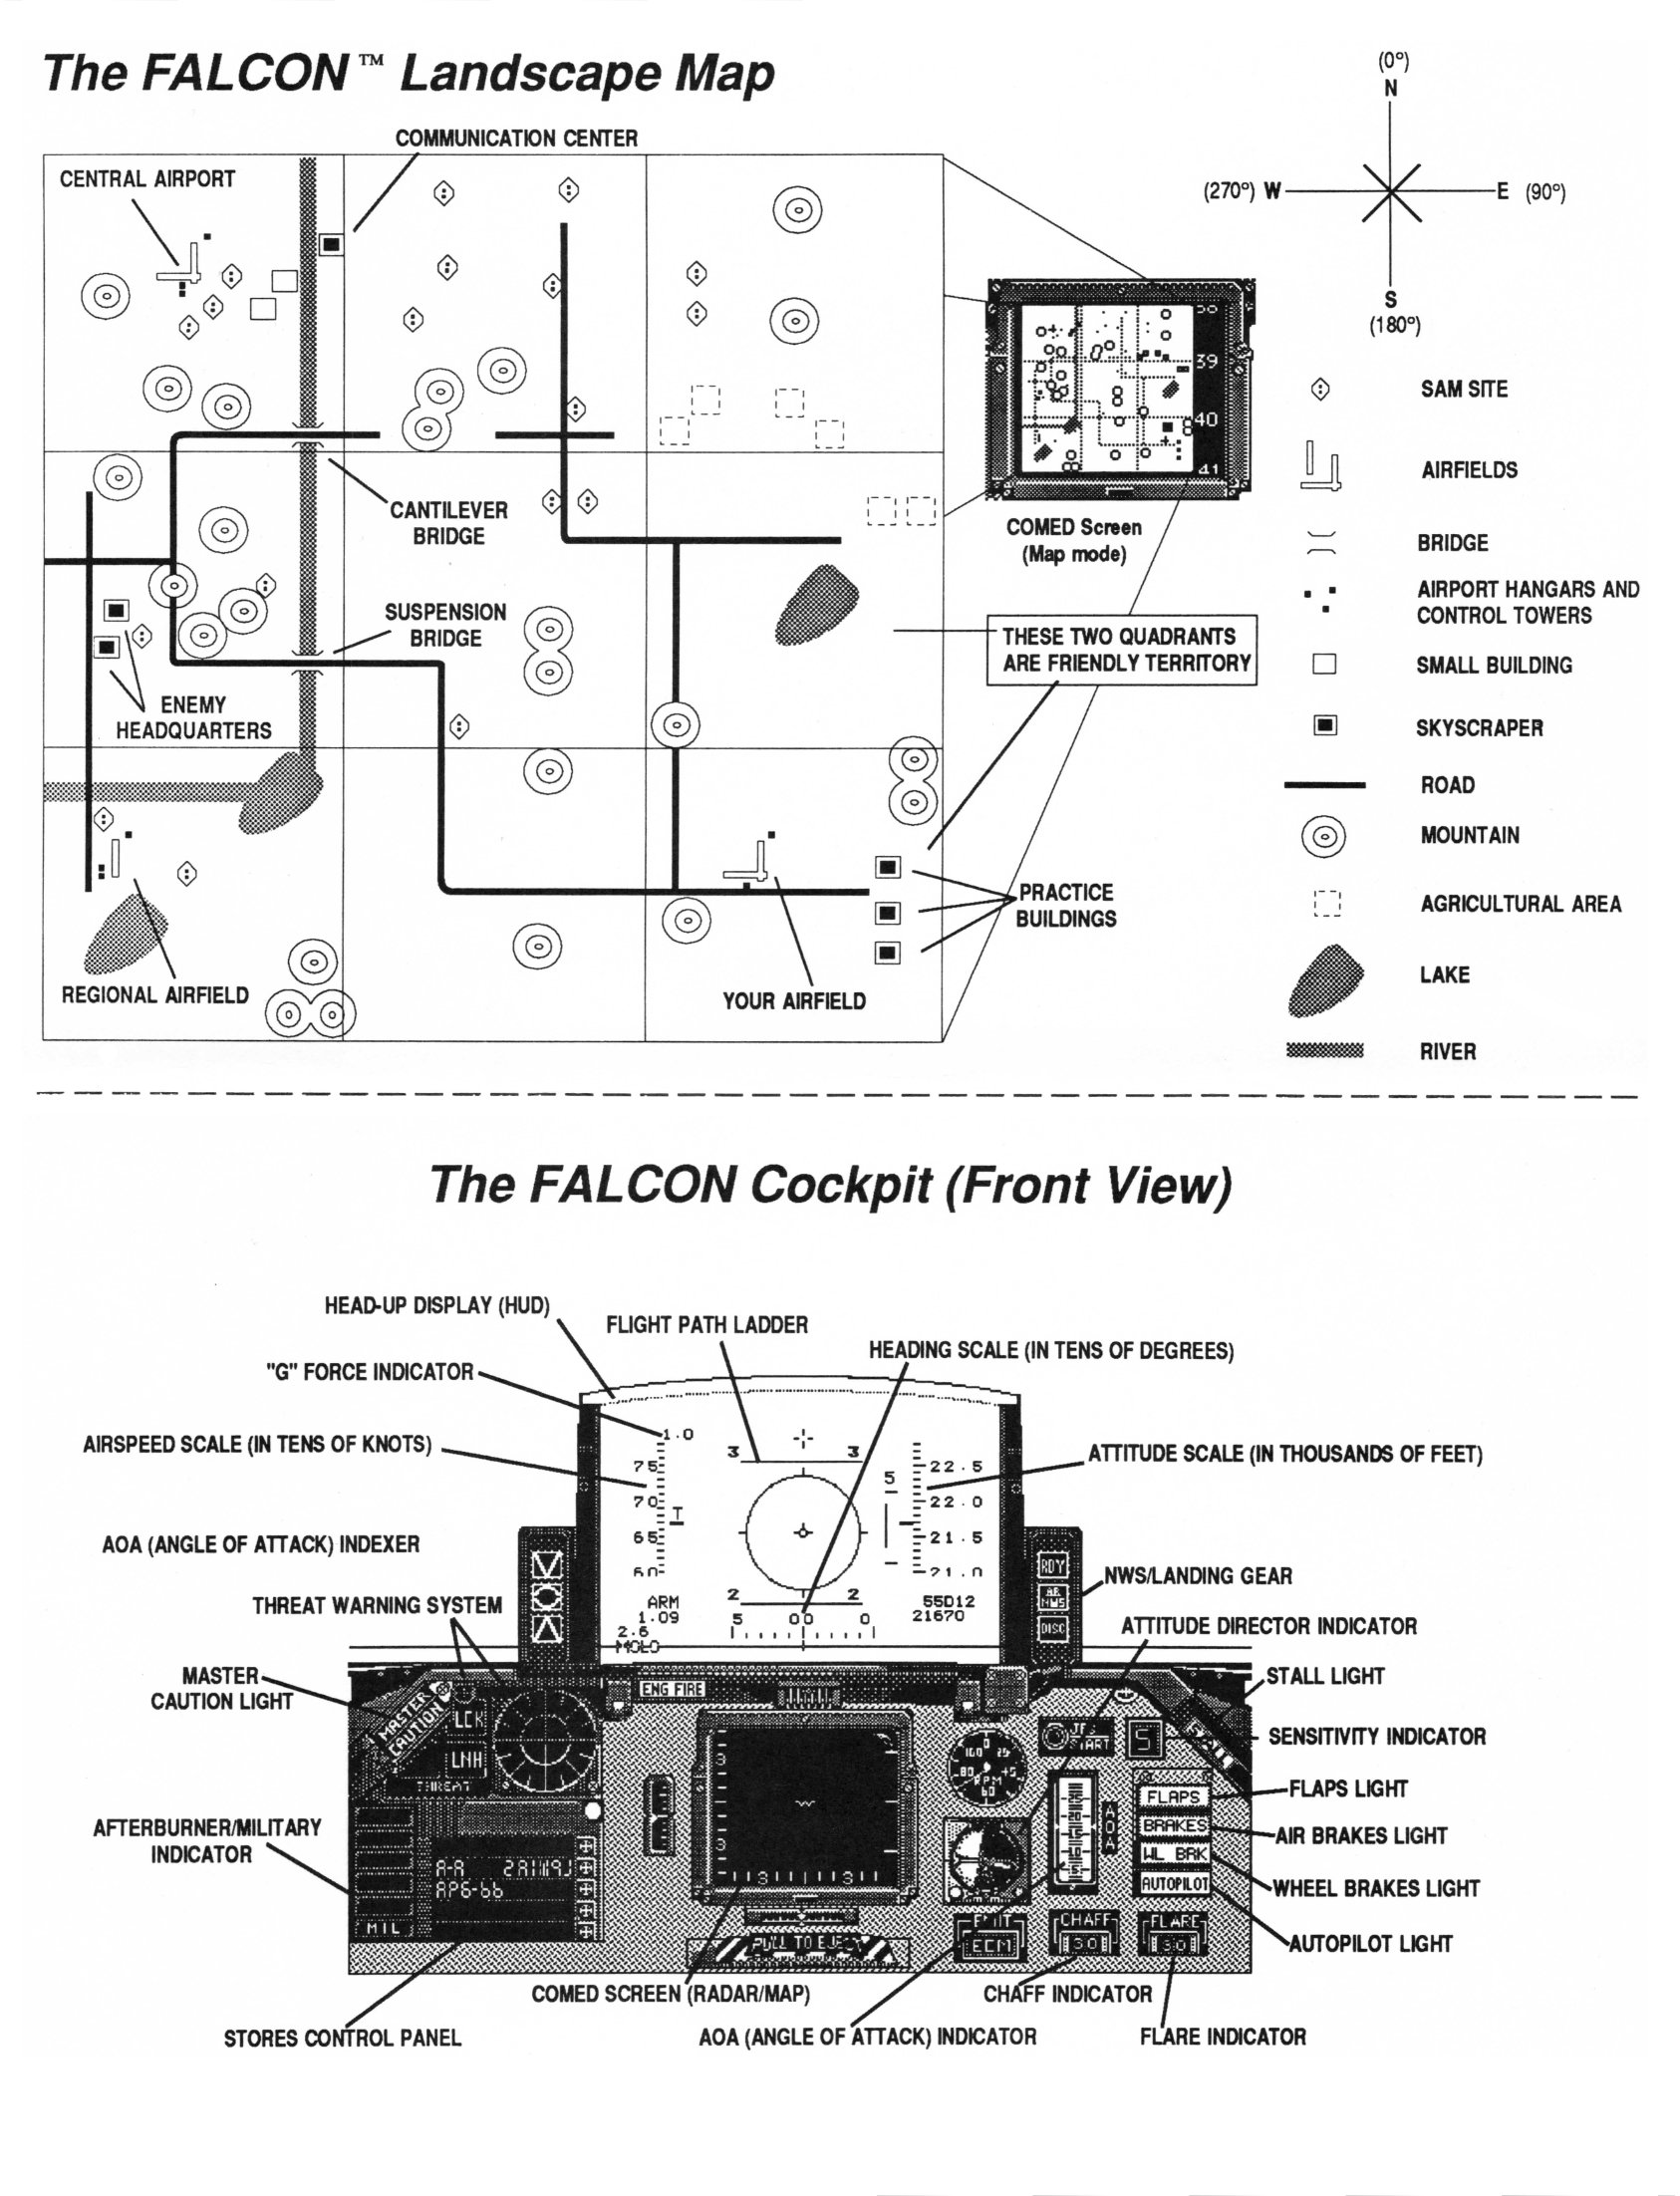 The FALCON™ Landscape Map
(0°)
N
(270°) W
E (90°)
S
(180°)
COMMUNICATION CENTER
CENTRAL AIRPORT
CANTILEVER
BRIDGE
SUSPENSION
BRIDGE
ENEMY
HEADQUARTERS
REGIONAL AIRFIELD
YOUR AIRFIELD
PRACTICE
BUILDINGS
THESE TWO QUADRANTS
ARE FRIENDLY TERRITORY
39
40
41
COMED Screen
(Map mode)
SAM SITE
AIRFIELDS
BRIDGE
AIRPORT HANGARS AND
CONTROL TOWERS
SMALL BUILDING
SKYSCRAPER
ROAD
MOUNTAIN
AGRICULTURAL AREA
LAKE
RIVER
The FALCON Cockpit (Front View)
HEAD-UP DISPLAY (HUD)
FLIGHT PATH LADDER
HEADING SCALE (IN TENS OF DEGREES)
"G" FORCE INDICATOR
AIRSPEED SCALE (IN TENS OF KNOTS)
ATTITUDE SCALE (IN THOUSANDS OF FEET)
AOA (ANGLE OF ATTACK) INDEXER
THREAT WARNING SYSTEM
NWS/LANDING GEAR
ATTITUDE DIRECTOR INDICATOR
MASTER
CAUTION LIGHT
STALL LIGHT
SENSITIVITY INDICATOR
FLAPS LIGHT
AFTERBURNER/MILITARY
INDICATOR
AIR BRAKES LIGHT
WHEEL BRAKES LIGHT
AUTOPILOT LIGHT
COMED SCREEN (RADAR/MAP)
CHAFF INDICATOR
STORES CONTROL PANEL
AOA (ANGLE OF ATTACK) INDICATOR
FLARE INDICATOR
1.0
3 3
75
70
65
60
T
5
22.5
22.0
21.5
21.0
2 2
ARM
1.09
2.6
5 00 0
55D12
21670
RDY
DISC
ENG FIRE
MASTER
CAUTION
LCK
LNH
THREAT
A-A
APG-66
MIL
3
3
3 3
PULL TO EJECT
RPM
START
S
AOA
FLAPS
BRAKES
WL BRK
AUTOPILOT
ECM
CHAFF
30
FLARE
30